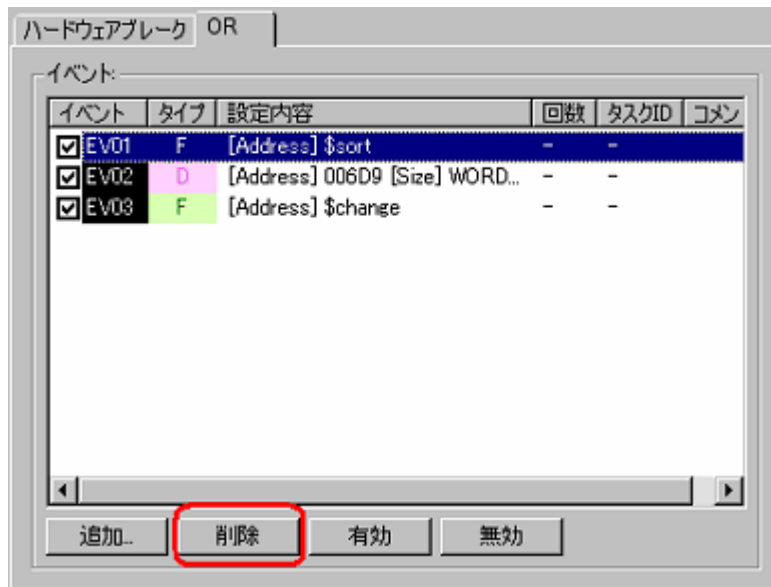 ハードウェアブレーク OR
イベント:
イベント タイプ 設定内容 回数 タスクID コメン
EV01 F [Address] $sort - -
EV02 D [Address] 006D9 [Size] WORD... - -
EV03 F [Address] $change - -
追加... 削除 有効 無効